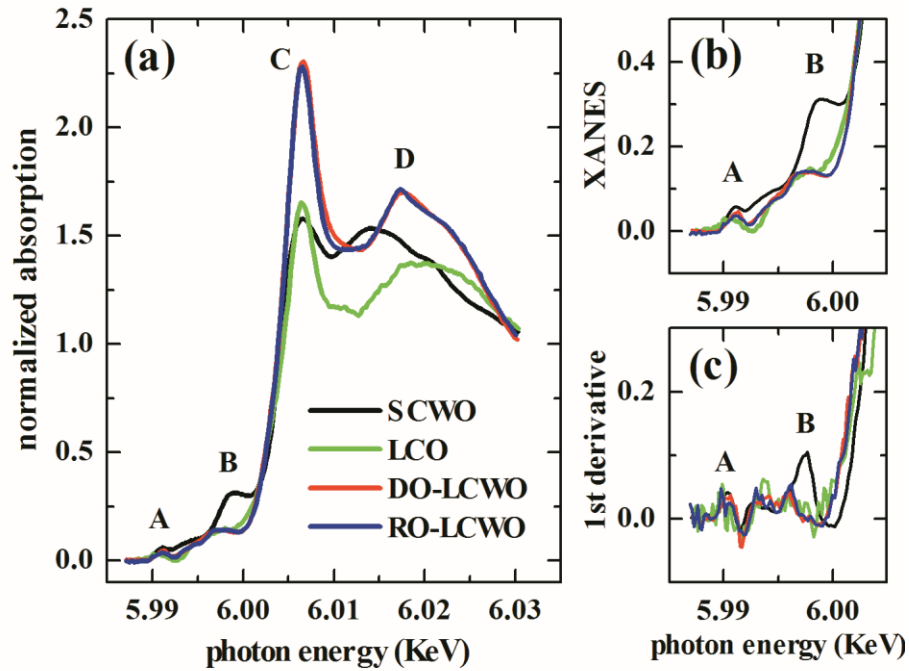 (a)
C
D
B
A
SCWO
LCO
DO-LCWO
RO-LCWO
2.5
2.0
1.5
1.0
0.5
0.0
normalized absorption
5.99 6.00 6.01 6.02 6.03
photon energy (KeV)
(b)
B
A
0.4
0.2
0.0
XANES
5.99 6.00
(c)
B
A
0.2
0.0
1st derivative
5.99 6.00
photon energy (KeV)